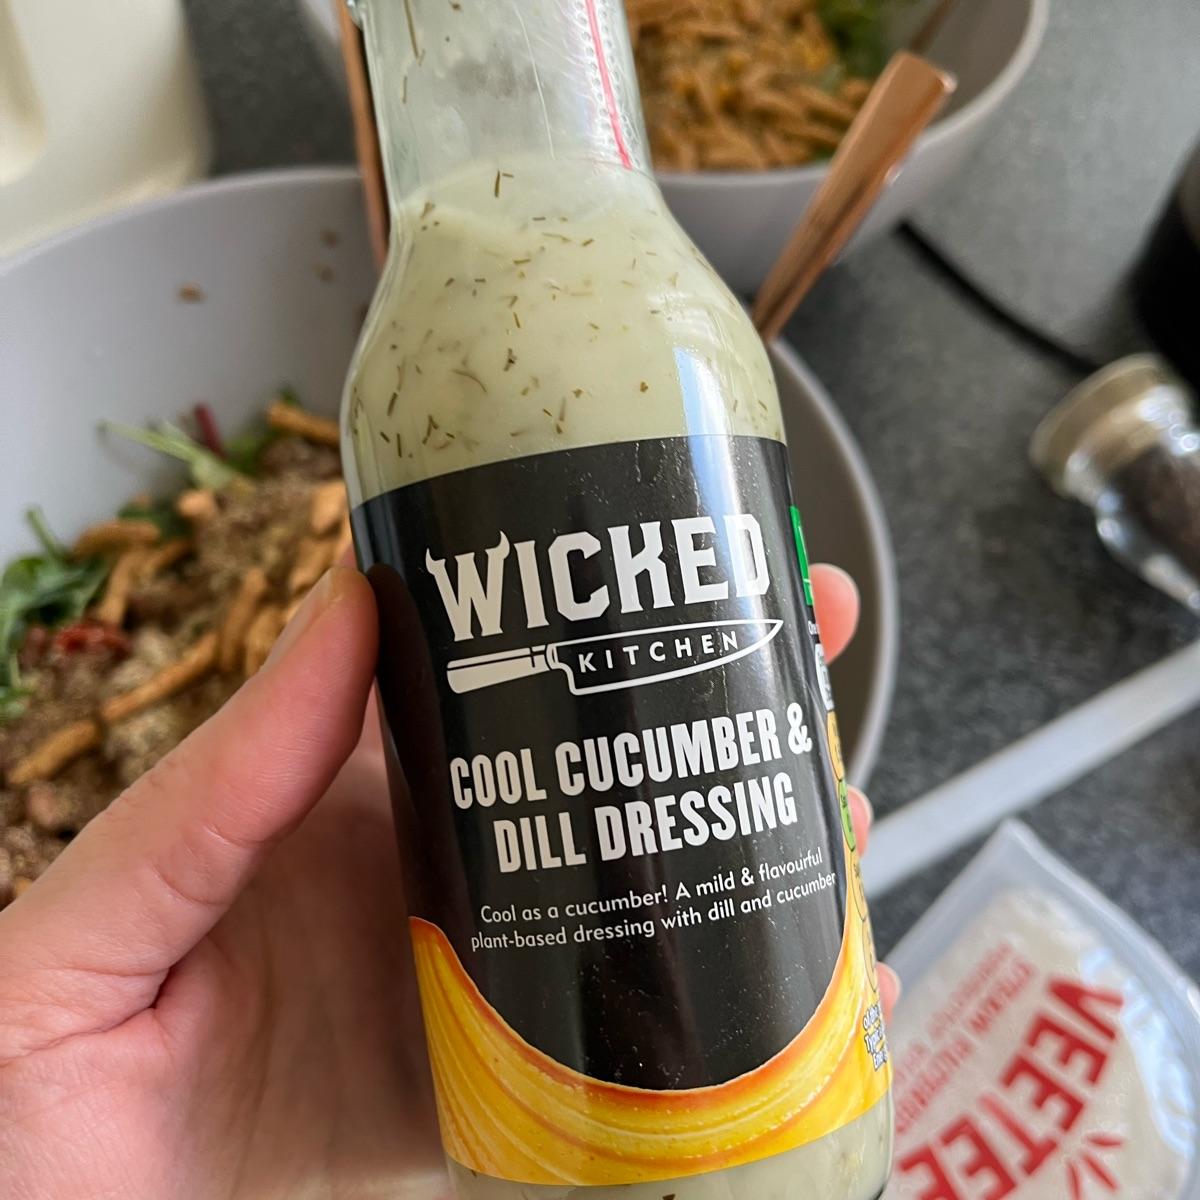 WICKED
KITCHEN
COOL CUCUMBER &
DILL DRESSING
Cool as a cucumber! A mild & flavourful
plant-based dressing with dill and cucumber
VEETEE